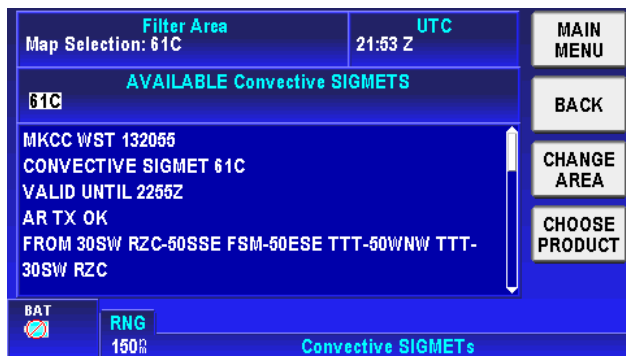 Filter Area
Map Selection: 61C
UTC
21:53 Z
MAIN
MENU
AVAILABLE Convective SIGMETS
61C
BACK
MKCC WST 132055
CONVECTIVE SIGMET 61C
VALID UNTIL 2255Z
AR TX OK
FROM 30SW RZC-50SSE FSM-50ESE TTT-50WNW TTT-
30SW RZC
CHANGE
AREA
CHOOSE
PRODUCT
BAT
RNG
150
Convective SIGMETs